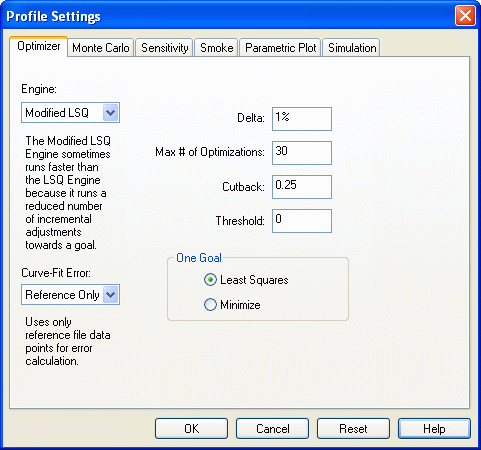 Profile Settings
Optimizer Monte Carlo Sensitivity Smoke Parametric Plot Simulation
Engine:
Modified LSQ
The Modified LSQ
Engine sometimes
runs faster than
the LSQ Engine
because it runs a
reduced number
of incremental
adjustments
towards a goal.
Curve-Fit Error:
Reference Only
Uses only
reference file data
points for error
calculation.
Delta: 1%
Max # of Optimizations: 30
Cutback: 0.25
Threshold: 0
One Goal
Least Squares
Minimize
OK Cancel Reset Help